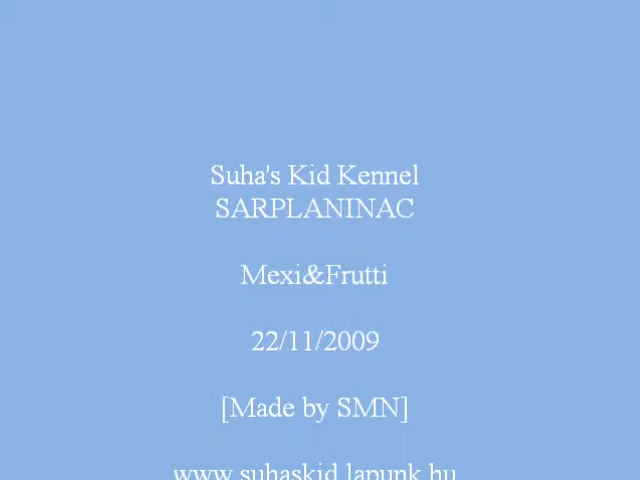 Suha's Kid Kennel
SARPLANINAC
Mexi&Frutti
22/11/2009
[Made by SMN]
www.suhaskid.lapunk.hu